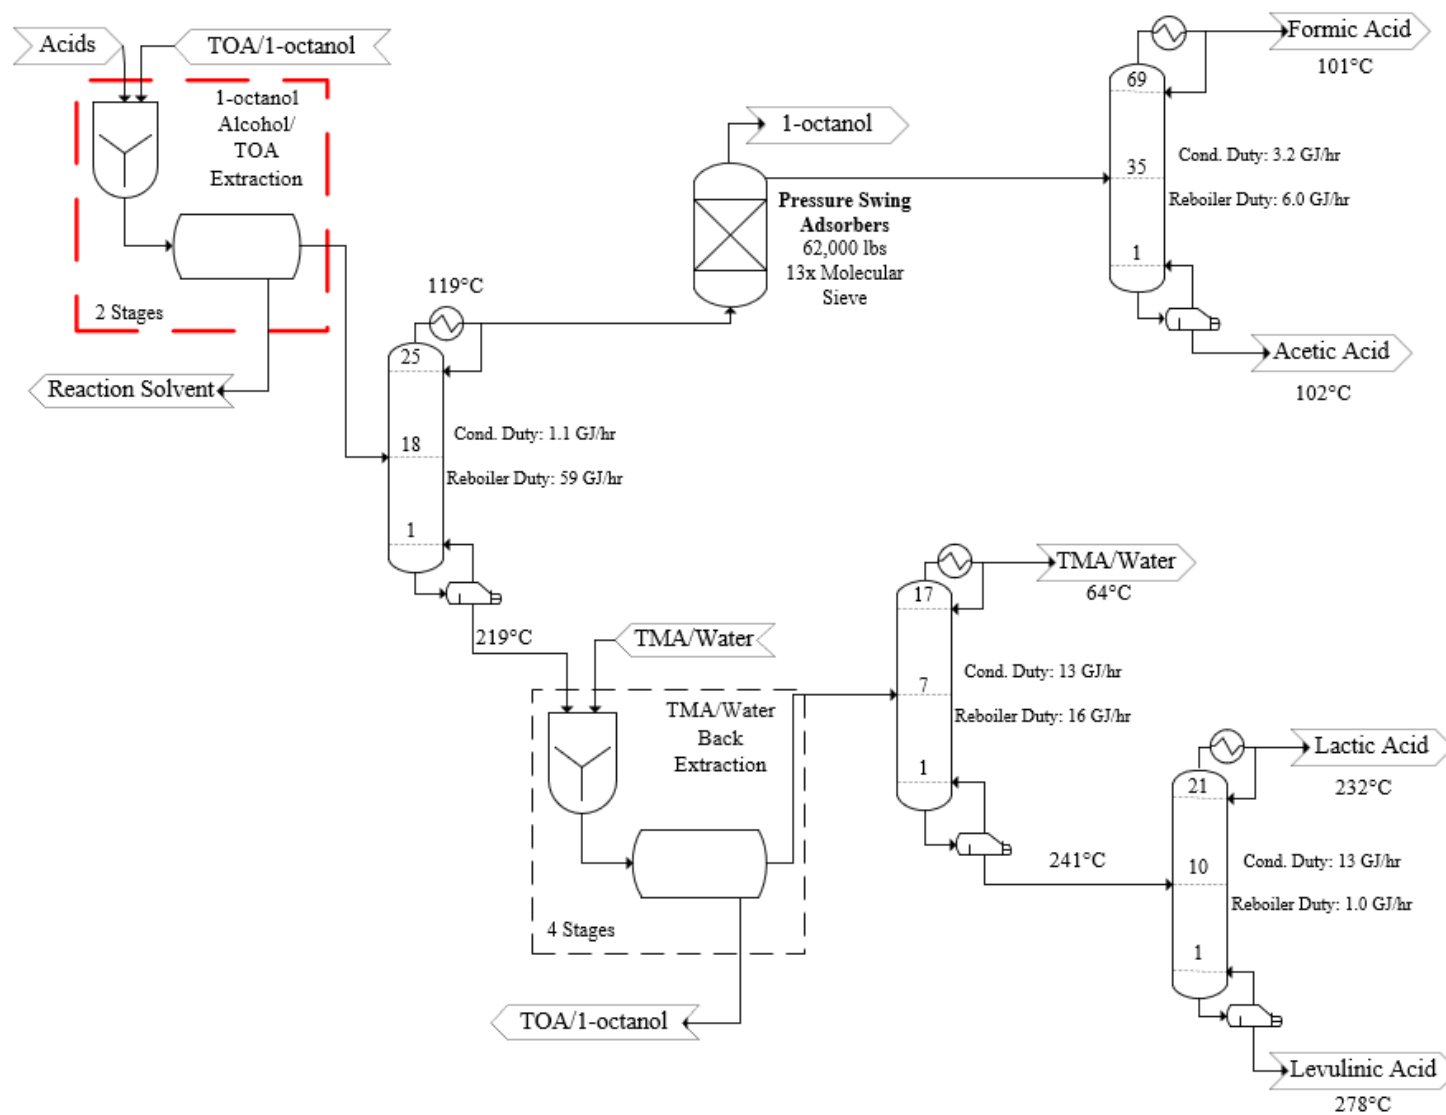 Acids
TOA/1-octanol
1-octanol
Alcohol/
TOA
Extraction
2 Stages
Reaction Solvent
119°C
25
18
1
Cond. Duty: 1.1 GJ/hr
Reboiler Duty: 59 GJ/hr
219°C
1-octanol
Pressure Swing
Adsorbers
62,000 lbs
13x Molecular
Sieve
Formic Acid
101°C
69
35
1
Cond. Duty: 3.2 GJ/hr
Reboiler Duty: 6.0 GJ/hr
Acetic Acid
102°C
TMA/Water
TMA/Water
Back
Extraction
4 Stages
TOA/1-octanol
TMA/Water
64°C
17
7
1
Cond. Duty: 13 GJ/hr
Reboiler Duty: 16 GJ/hr
241°C
Lactic Acid
232°C
21
10
1
Cond. Duty: 13 GJ/hr
Reboiler Duty: 1.0 GJ/hr
Levulinic Acid
278°C